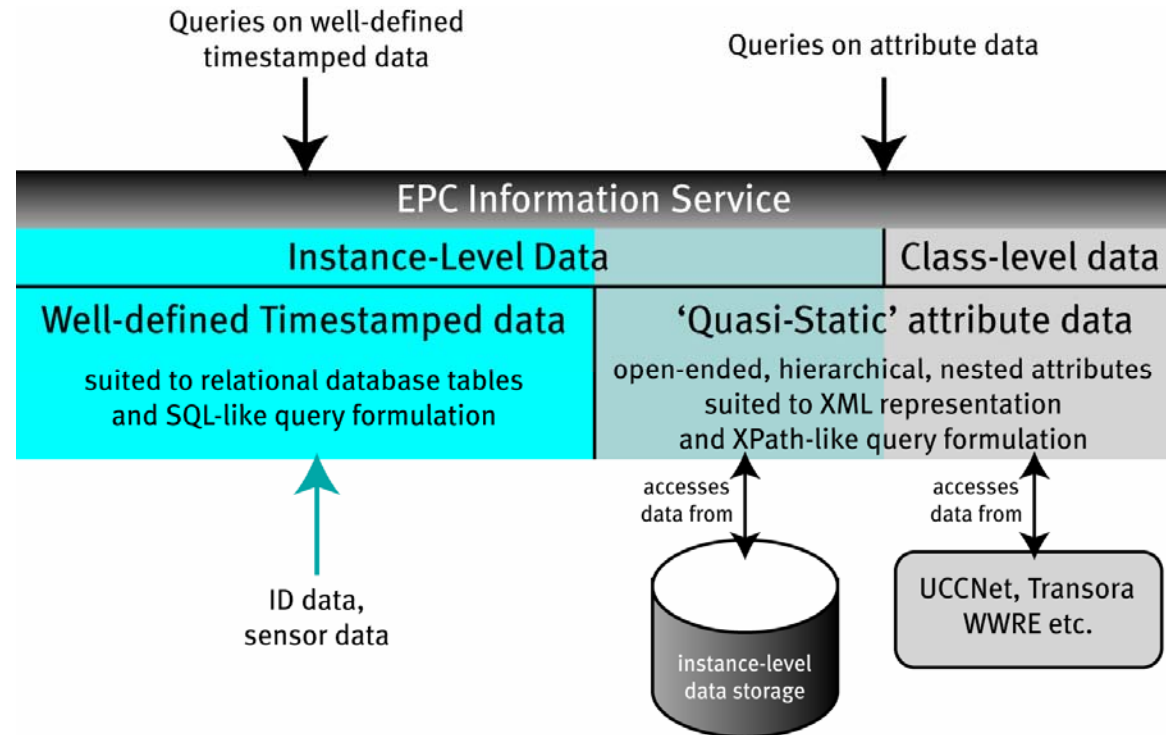 Queries on well-defined
timestamped data
Queries on attribute data
EPC Information Service
Instance-Level Data
Class-level data
Well-defined Timestamped data
suited to relational database tables
and SQL-like query formulation
‘Quasi-Static’ attribute data
open-ended, hierarchical, nested attributes
suited to XML representation
and XPath-like query formulation
accesses
data from
accesses
data from
ID data,
sensor data
instance-level
data storage
UCCNet, Transora
WWRE etc.